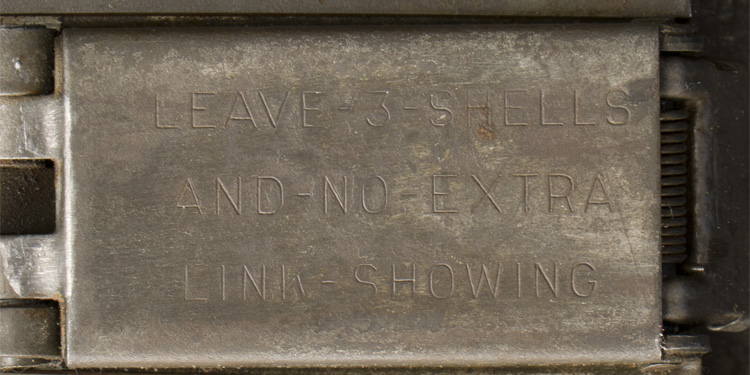 LEAVE-3-SHELLS
AND-NO-EXTRA
LINK-SHOWING